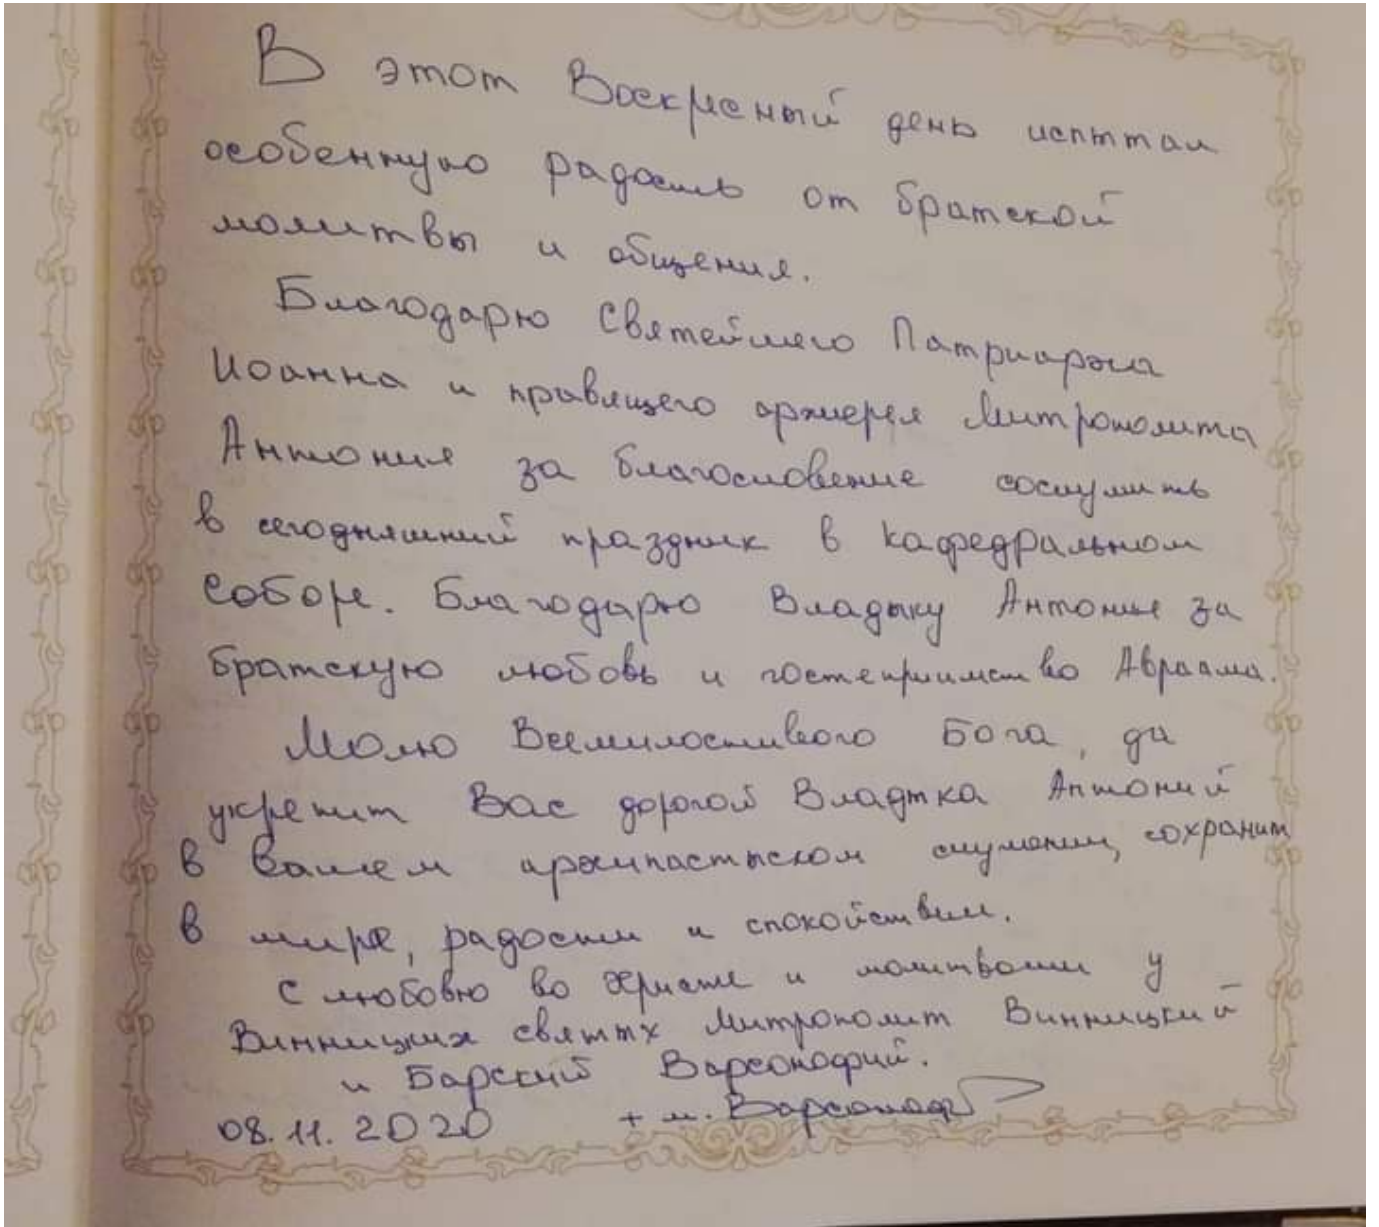 В этот Воскресный день испытал
особенную радость от братской
молитвы и общения.
Благодарю Святейшего Патриарха
Иоанна и правящего архиерея Митрополита
Антония за благословение сослужить
в сегодняшний праздник в кафедральном
соборе. Благодарю Владыку Антония за
братскую любовь и гостеприимство Авраама.
Молю Всемилостивого Бога, да
укрепит Вас дорогой Владыка Антоний
в вашем архипастыском служении, сохранит
в мире, радости и спокойствии.
С любовю во Христе и молитвами у
Винницких святых Митрополит Винницкий
и Барский Варсонофий.
08.11.2020 + м. Варсонофий